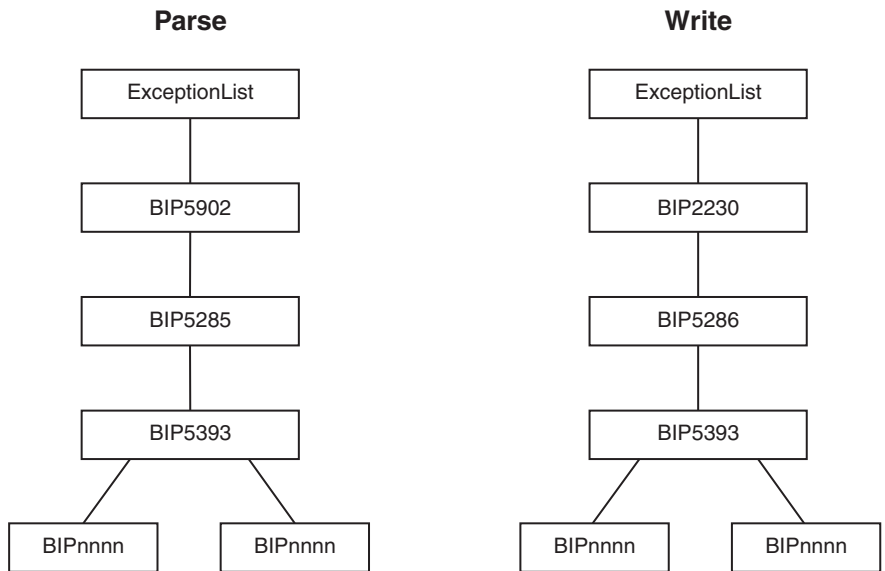 Parse
ExceptionList
BIP5902
BIP5285
BIP5393
BIPnnnn
BIPnnnn
Write
ExceptionList
BIP2230
BIP5286
BIP5393
BIPnnnn
BIPnnnn